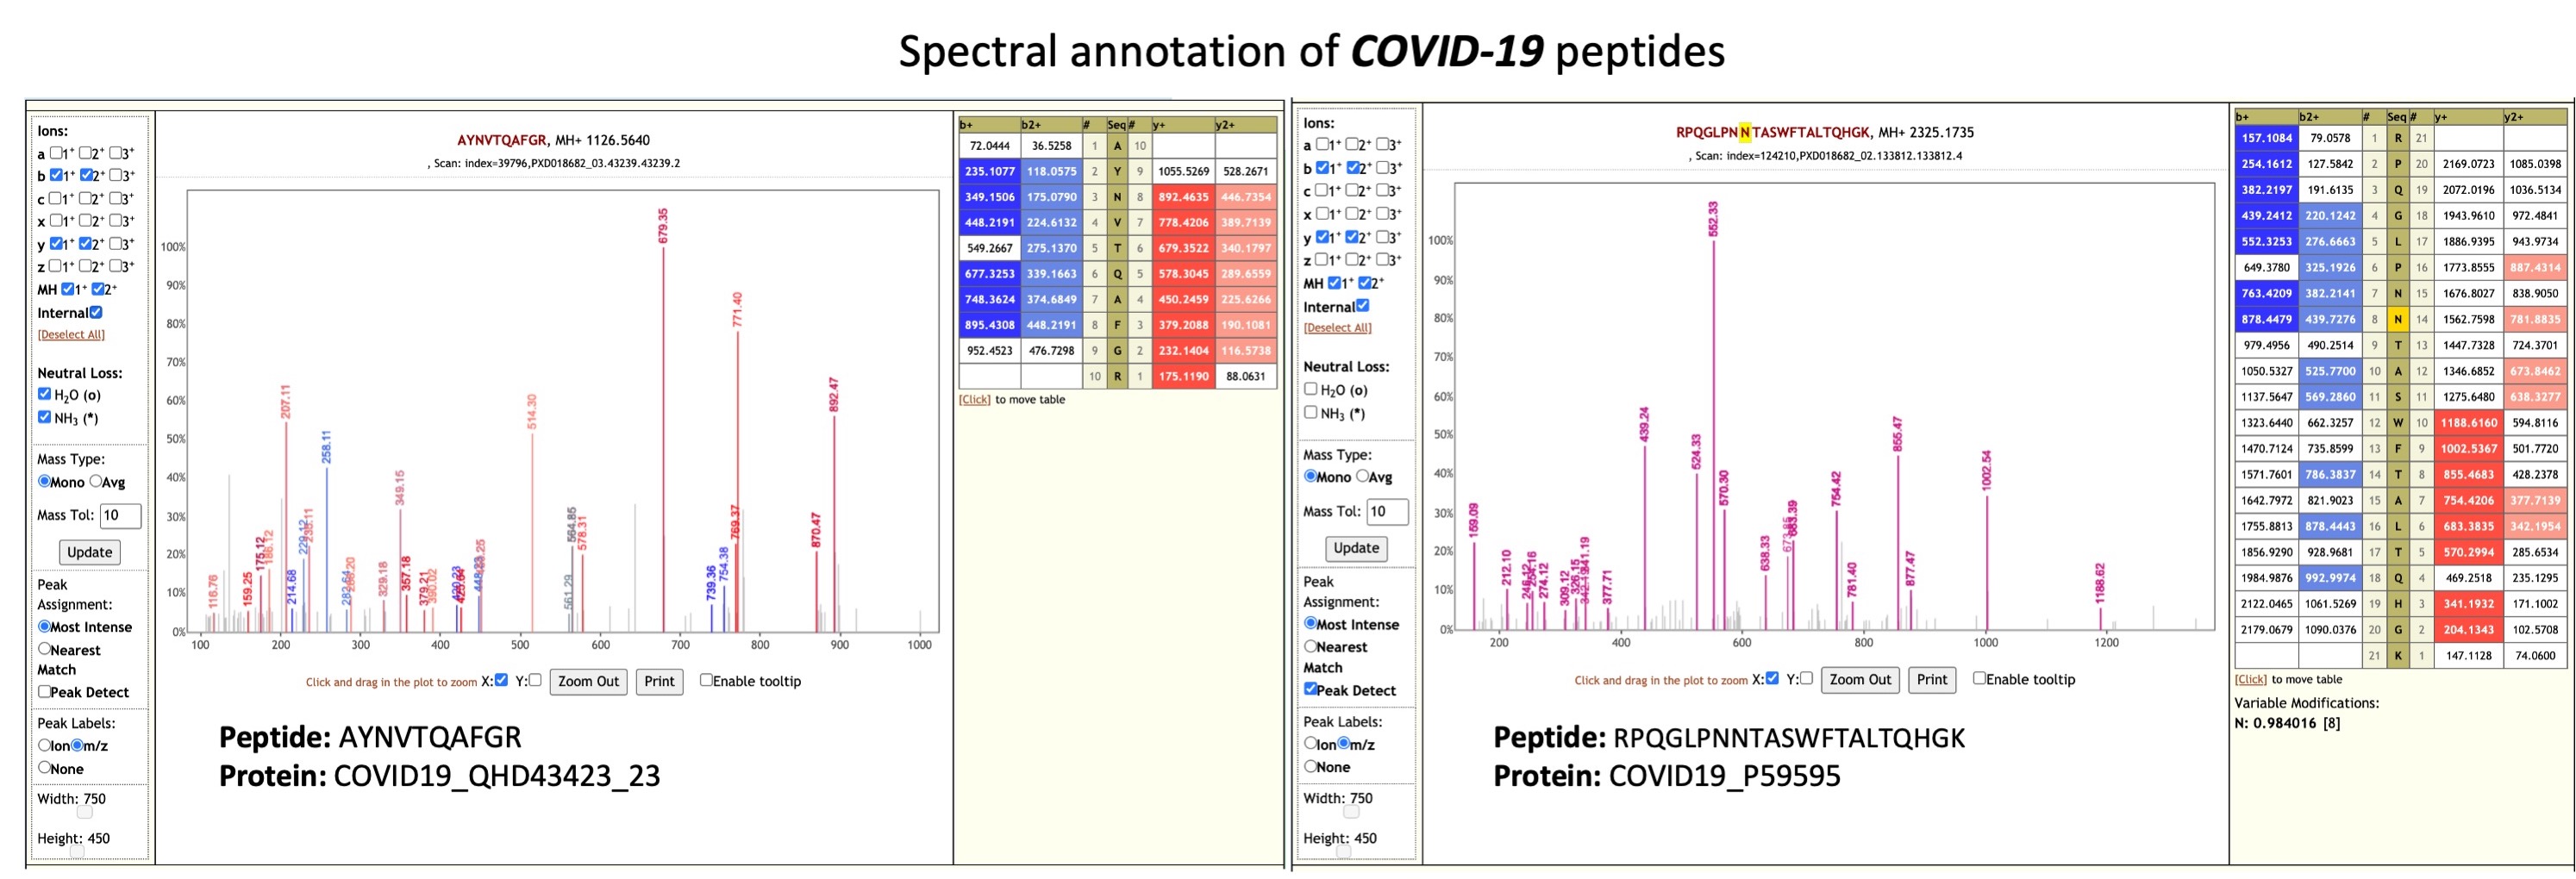 Spectral annotation of COVID-19 peptides
Ions:
a 1+ 2+ 3+
b 1+ 2+ 3+
c 1+ 2+ 3+
x 1+ 2+ 3+
y 1+ 2+ 3+
z 1+ 2+ 3+
MH 1+ 2+
Internal
[Deselect All]
Neutral Loss:
H2O (o)
NH3 (*)
Mass Type:
Mono Avg
Mass Tol: 10
Update
Peak
Assignment:
Most Intense
Nearest
Match
Peak Detect
Peak Labels:
Ion m/z
None
Width: 750
Height: 450
AYNVTQAFGR, MH+ 1126.5640
, Scan: index=39796,PXD018682_03.43239.43239.2
100%
90%
80%
70%
60%
50%
40%
30%
20%
10%
0%
116.76
159.25
175.12
186.12
207.11
214.68
229.12
258.11
329.18
349.15
357.18
379.21
390.02
514.30
561.29
564.85
578.31
679.35
739.36
754.38
769.37
771.40
870.47
892.47
100 200 300 400 500 600 700 800 900 1000
Click and drag in the plot to zoom X: Y: Zoom Out Print Enable tooltip
Peptide: AYNVTQAFGR
Protein: COVID19_QHD43423_23
b+ b2+ # Seq # y+ y2+
72.0444 36.5258 1 A 10
235.1077 118.0575 2 Y 9 1055.5269 528.2671
349.1506 175.0790 3 N 8 892.4635 446.7354
448.2191 224.6132 4 V 7 778.4206 389.7139
549.2667 275.1370 5 T 6 679.3522 340.1797
677.3253 339.1663 6 Q 5 578.3045 289.6559
748.3624 374.6849 7 A 4 450.2459 225.6266
895.4308 448.2191 8 F 3 379.2088 190.1081
952.4523 476.7298 9 G 2 232.1404 116.5738
10 R 1 175.1190 88.0631
[Click] to move table
Ions:
a 1+ 2+ 3+
b 1+ 2+ 3+
c 1+ 2+ 3+
x 1+ 2+ 3+
y 1+ 2+ 3+
z 1+ 2+ 3+
MH 1+ 2+
Internal
[Deselect All]
Neutral Loss:
H2O (o)
NH3 (*)
Mass Type:
Mono Avg
Mass Tol: 10
Update
Peak
Assignment:
Most Intense
Nearest
Match
Peak Detect
Peak Labels:
Ion m/z
None
Width: 750
Height: 450
RPQGLPNNTASWFTALTQHGK, MH+ 2325.1735
, Scan: index=124210,PXD018682_02.133812.133812.4
100%
90%
80%
70%
60%
50%
40%
30%
20%
10%
0%
159.09
212.10
254.16
274.12
309.12
326.15
341.19
377.71
439.24
524.33
552.33
570.30
638.33
683.39
754.42
781.40
855.47
877.47
1002.54
1188.62
200 400 600 800 1000 1200
Click and drag in the plot to zoom X: Y: Zoom Out Print Enable tooltip
Peptide: RPQGLPNNTASWFTALTQHGK
Protein: COVID19_P59595
b+ b2+ # Seq # y+ y2+
157.1084 79.0578 1 R 21
254.1612 127.5842 2 P 20 2169.0723 1085.0398
382.2197 191.6135 3 Q 19 2072.0196 1036.5134
439.2412 220.1242 4 G 18 1943.9610 972.4841
552.3253 276.6663 5 L 17 1886.9395 943.9734
649.3780 325.1926 6 P 16 1773.8555 887.4314
763.4209 382.2141 7 N 15 1676.8027 838.9050
878.4479 439.7276 8 N 14 1562.7598 781.8835
979.4956 490.2514 9 T 13 1447.7328 724.3701
1050.5327 525.7700 10 A 12 1346.6852 673.8462
1137.5647 569.2860 11 S 11 1275.6480 638.3277
1323.6440 662.3257 12 W 10 1188.6160 594.8116
1470.7124 735.8599 13 F 9 1002.5367 501.7720
1571.7601 786.3837 14 T 8 855.4683 428.2378
1642.7972 821.9023 15 A 7 754.4206 377.7139
1755.8813 878.4443 16 L 6 683.3835 342.1954
1856.9290 928.9681 17 T 5 570.2994 285.6534
1984.9876 992.9974 18 Q 4 469.2518 235.1295
2122.0465 1061.5269 19 H 3 341.1932 171.1002
2179.0679 1090.0376 20 G 2 204.1343 102.5708
21 K 1 147.1128 74.0600
[Click] to move table
Variable Modifications:
N: 0.984016 [8]